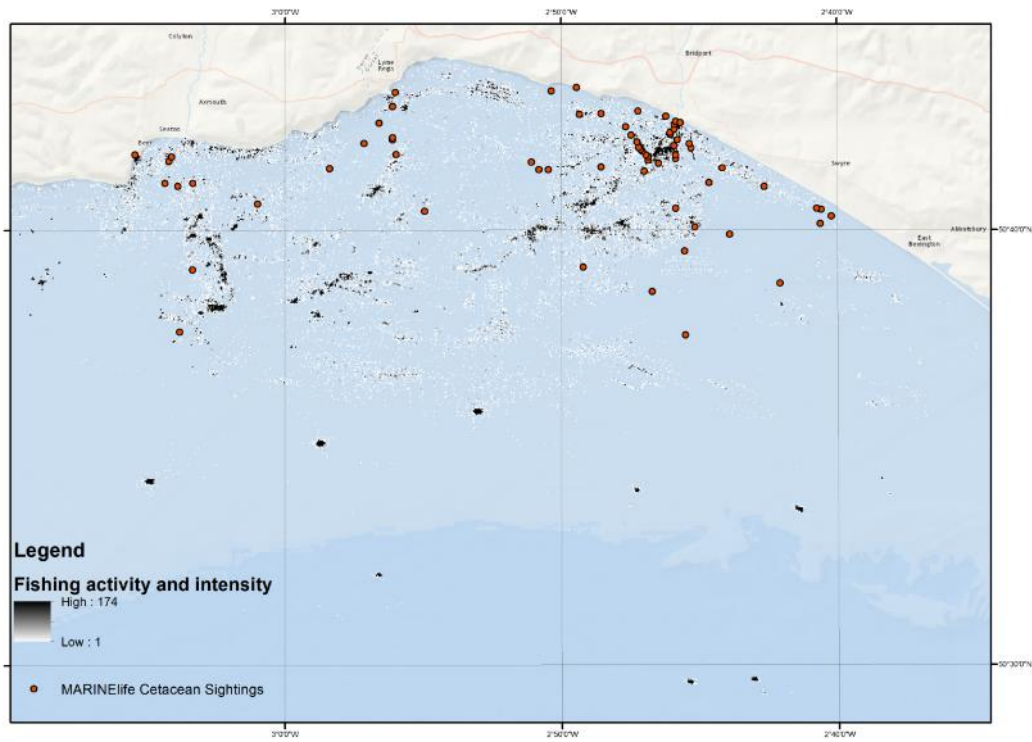 3°0'0"W 2°50'0"W 2°40'0"W
Colyton
Lyme
Regis
Bridport
Axmouth
Seaton
Beer
Swyre
50°40'0"N
East
Bexington
Abbotsbury
Legend
Fishing activity and intensity
High : 174
Low : 1
MARINElife Cetacean Sightings
50°30'0"N
3°0'0"W 2°50'0"W 2°40'0"W